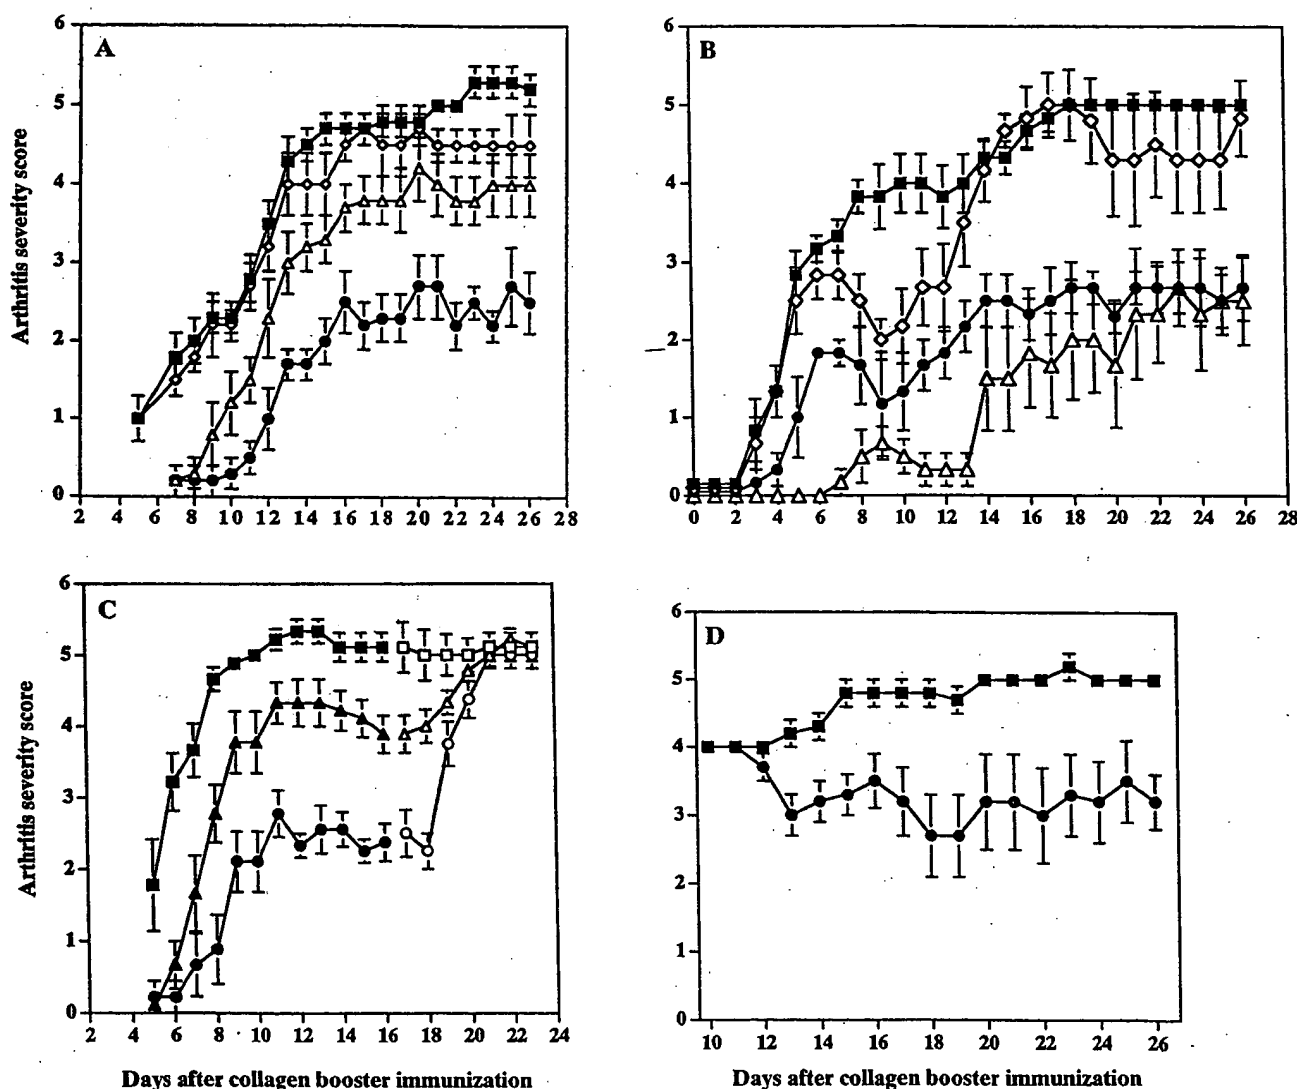 A
B
Arthritis severity score
6
5
4
3
2
1
0
2 4 6 8 10 12 14 16 18 20 22 24 26 28
6
5
4
3
2
1
0
0 2 4 6 8 10 12 14 16 18 20 22 24 26 28
C
D
Arthritis severity score
6
5
4
3
2
1
0
2 4 6 8 10 12 14 16 18 20 22 24
6
5
4
3
2
1
0
10 12 14 16 18 20 22 24 26
Days after collagen booster immunization
Days after collagen booster immunization